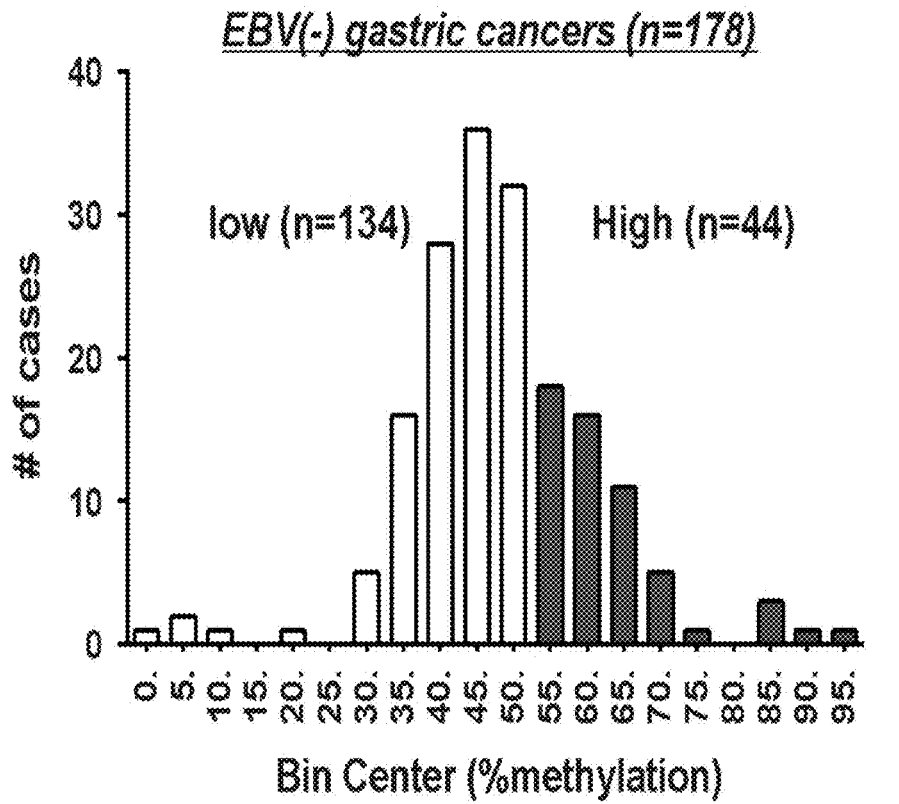 EBV(-) gastric cancers (n=178)
40
30
20
10
0
# of cases
low (n=134)
High (n=44)
0. 5. 10. 15. 20. 25. 30. 35. 40. 45. 50. 55. 60. 65. 70. 75. 80. 85. 90. 95.
Bin Center (%methylation)